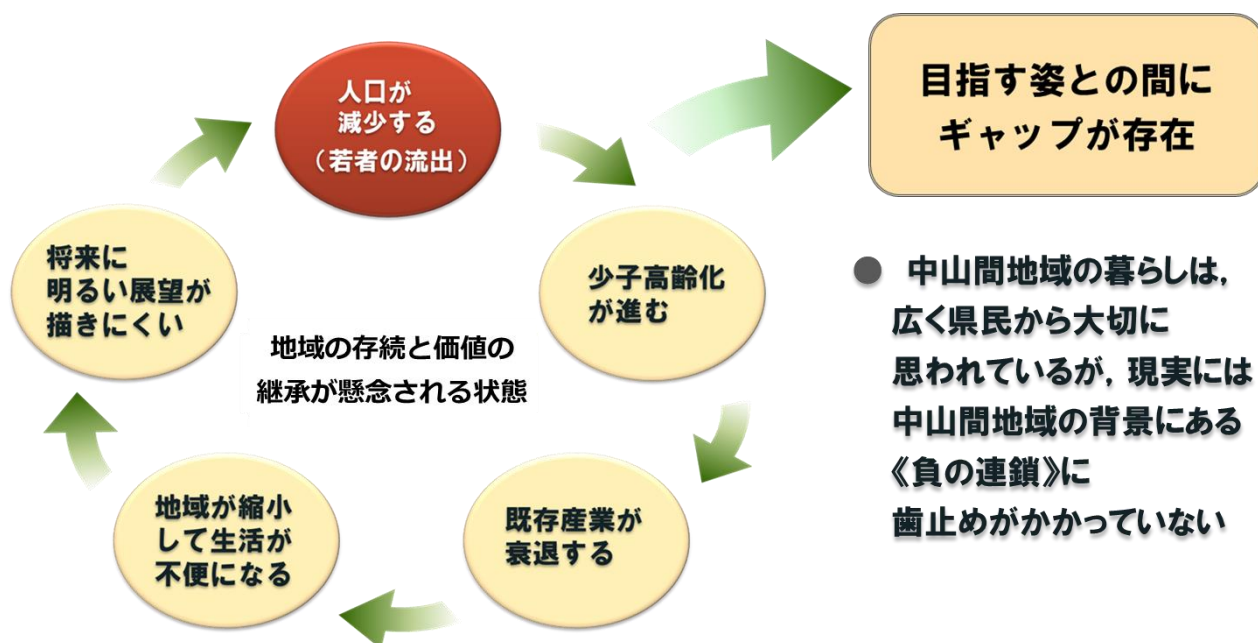 人口が
減少する
（若者の流出）
少子高齢化
が進む
既存産業が
衰退する
地域が縮小
して生活が
不便になる
将来に
明るい展望が
描きにくい
地域の存続と価値の
継承が懸念される状態
目指す姿との間に
ギャップが存在
● 中山間地域の暮らしは，
広く県民から大切に
思われているが，現実には
中山間地域の背景にある
《負の連鎖》に
歯止めがかかっていない